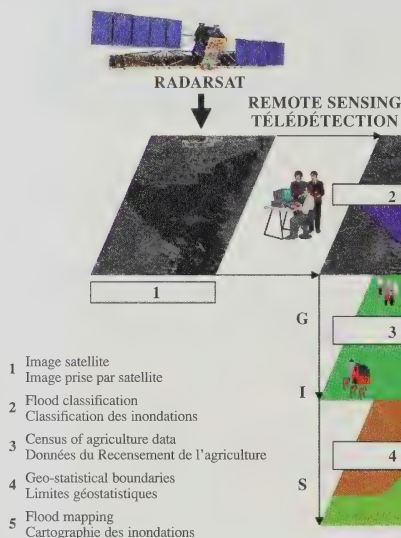 RADARSAT
REMOTE SENSING
TÉLÉDÉTECTION
2
1
G
3
I
4
S
1 Image satellite
Image prise par satellite
2 Flood classification
Classification des inondations
3 Census of agriculture data
Données du Recensement de l'agriculture
4 Geo-statistical boundaries
Limites géostatistiques
5 Flood mapping
Cartographie des inondations